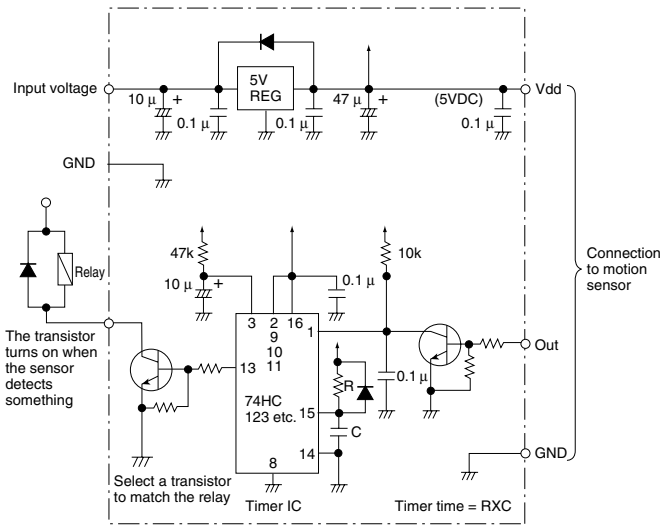 Input voltage
10 μ
+
0.1 μ
5V
REG
0.1 μ
47 μ
+
(5VDC)
0.1 μ
Vdd
GND
Relay
47k
10 μ
+
0.1 μ
10k
Connection
to motion
sensor
3
2
16
9
10
11
1
13
74HC
123 etc.
15
14
8
R
C
0.1 μ
Out
GND
The transistor
turns on when
the sensor
detects
something
Select a transistor
to match the relay
Timer IC
Timer time = RXC